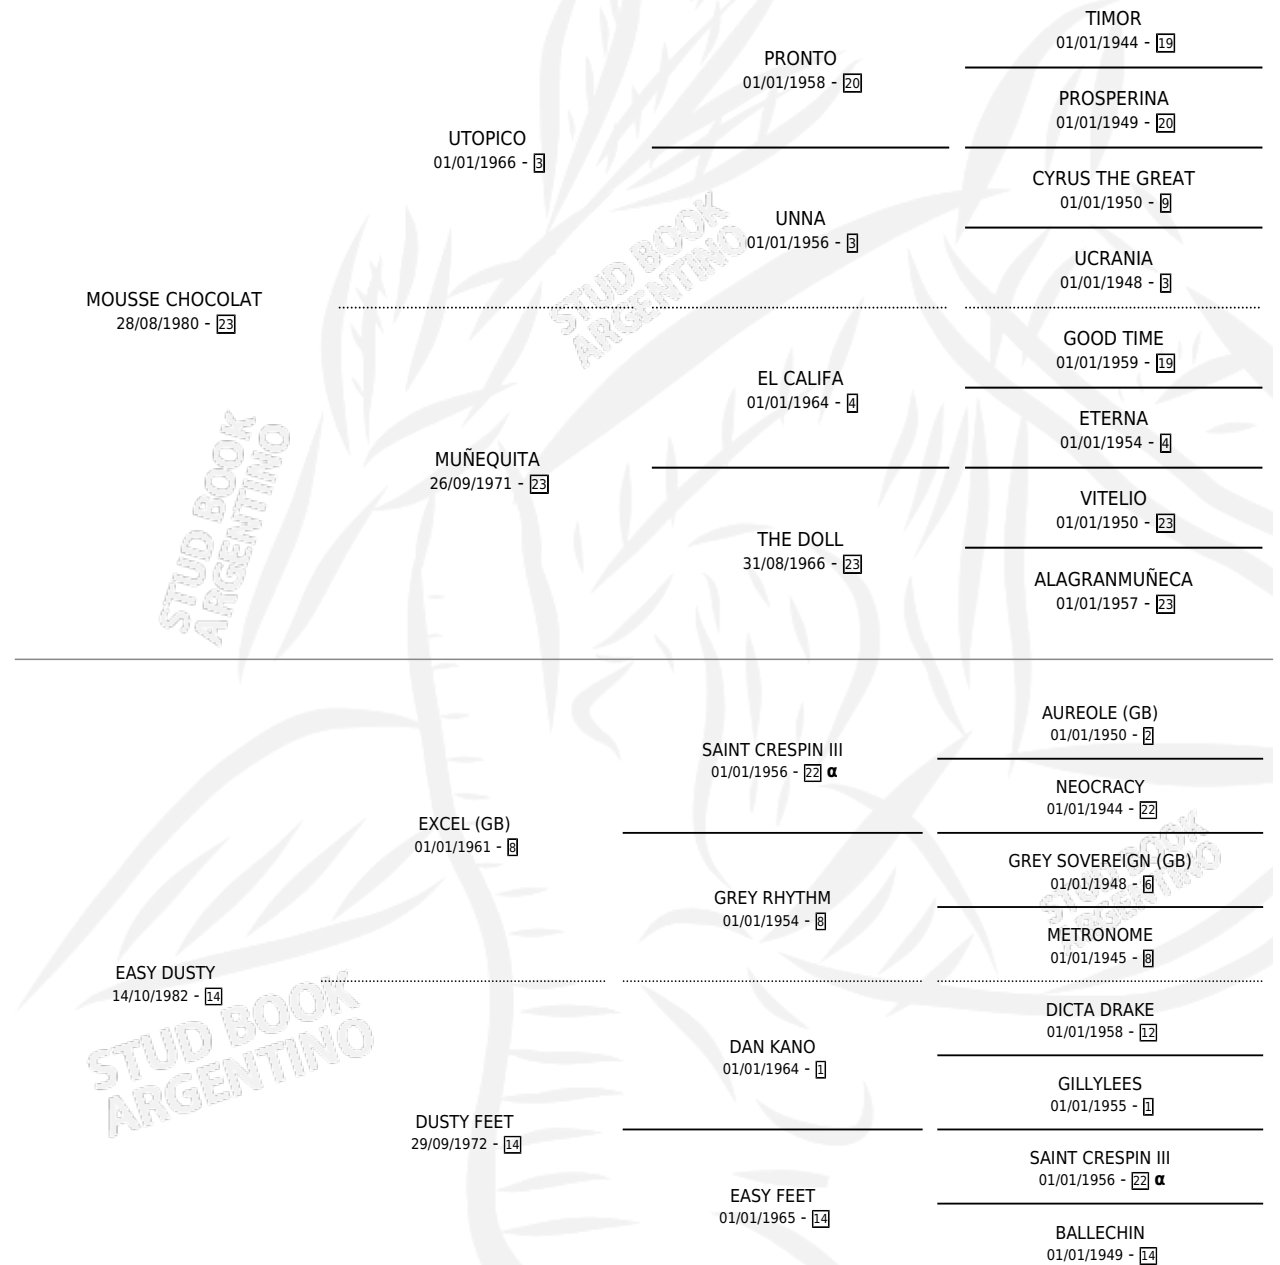 TIMOR
01/01/1944 - 19
PRONTO
01/01/1958 - 20
PROSPERINA
01/01/1949 - 20
UTOPICO
01/01/1966 - 3
CYRUS THE GREAT
01/01/1950 - 9
UNNA
01/01/1956 - 3
UCRANIA
01/01/1948 - 3
STUD BOOK
ARGENTINO
MOUSSE CHOCOLAT
28/08/1980 - 23
GOOD TIME
01/01/1959 - 19
EL CALIFA
01/01/1964 - 4
ETERNA
01/01/1954 - 4
MUÑEQUITA
26/09/1971 - 23
VITELIO
01/01/1950 - 23
THE DOLL
31/08/1966 - 23
ALAGRANMUÑECA
01/01/1957 - 23
STUD BOOK
ARGENTINO
AUREOLE (GB)
01/01/1950 - 2
SAINT CRESPIN III
01/01/1956 - 22 α
NEOCRACY
01/01/1944 - 22
EXCEL (GB)
01/01/1961 - 8
GREY SOVEREIGN (GB)
01/01/1948 - 6
STUD BOOK
ARGENTINO
GREY RHYTHM
01/01/1954 - 8
METRONOME
01/01/1945 - 8
EASY DUSTY
14/10/1982 - 14
DICTA DRAKE
01/01/1958 - 12
STUD BOOK
ARGENTINO
DAN KANO
01/01/1964 - 1
GILLYLEES
01/01/1955 - 1
DUSTY FEET
29/09/1972 - 14
SAINT CRESPIN III
01/01/1956 - 22 α
EASY FEET
01/01/1965 - 14
BALLECHIN
01/01/1949 - 14